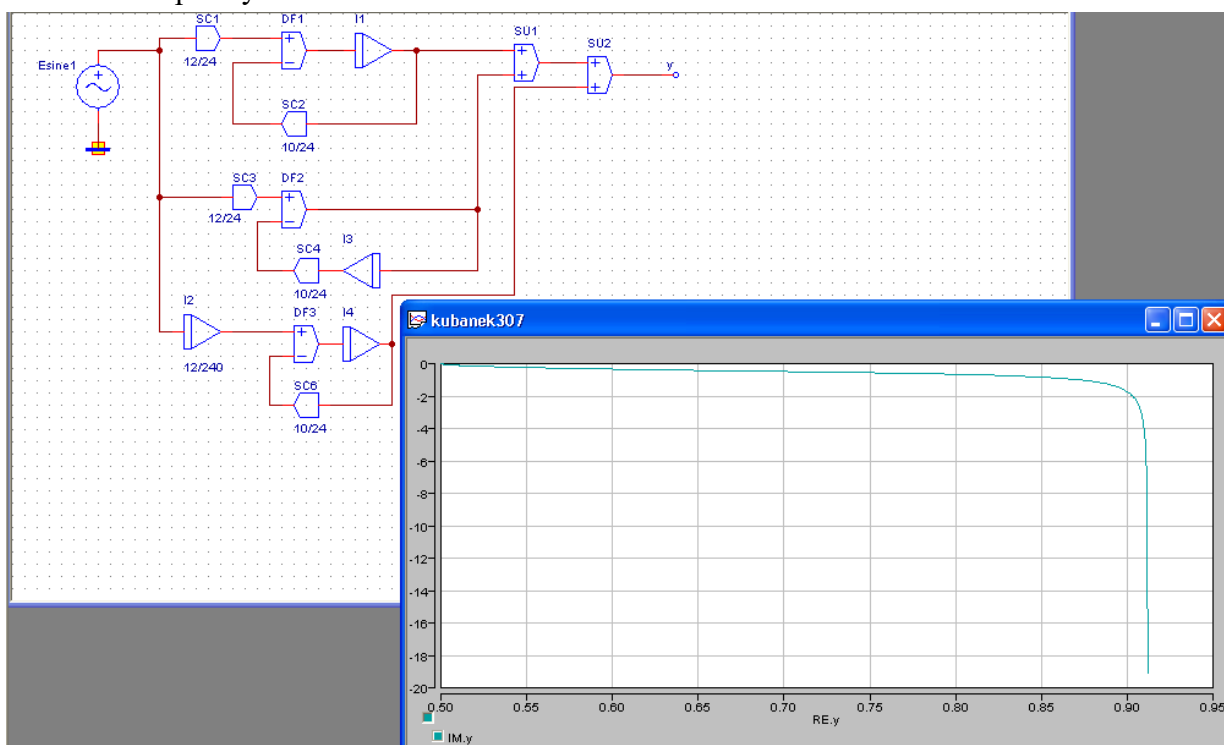 SC1
DF1
I1
SU1
SU2
Esine1
12/24
y
SC2
10/24
SC3
DF2
12/24
SC4
I3
10/24
I2
DF3
I4
12/240
SC6
10/24
kubanek307
0
-2
-4
-6
-8
-10
-12
-14
-16
-18
-20
0.50 0.55 0.60 0.65 0.70 0.75 0.80 0.85 0.90 0.95
RE.y
IM.y